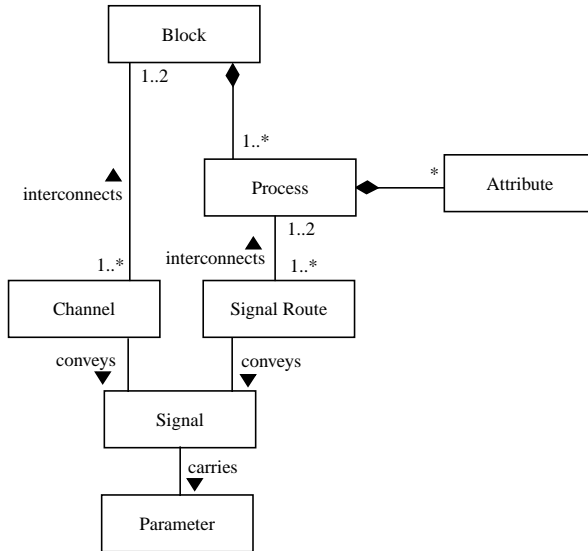 Block
1..2
1..*
Process
*
Attribute
interconnects
1..2
interconnects
1..*
1..*
Channel
Signal Route
conveys
conveys
Signal
carries
Parameter